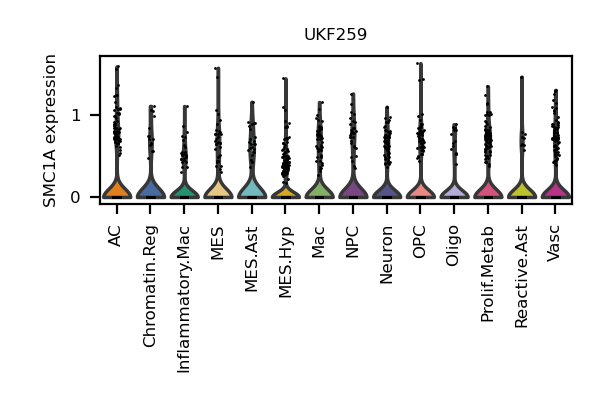 UKF259
SMC1A expression
1
0
AC
Chromatin.Reg
Inflammatory.Mac
MES
MES.Ast
MES.Hyp
Mac
NPC
Neuron
OPC
Oligo
Prolif.Metab
Reactive.Ast
Vasc